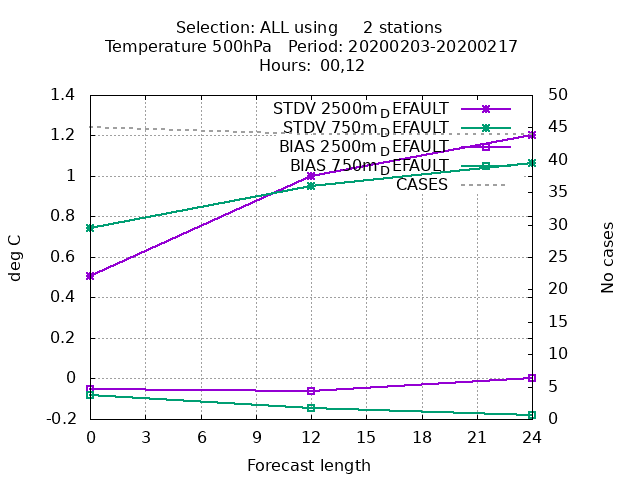 Selection: ALL using     2 stations
Temperature 500hPa   Period: 20200203-20200217
Hours: 00,12
deg C
No cases
1.4
1.2
1
0.8
0.6
0.4
0.2
0
-0.2
50
45
40
35
30
25
20
15
10
5
0
STDV 2500m_DEFAULT
STDV 750m_DEFAULT
BIAS 2500m_DEFAULT
BIAS 750m_DEFAULT
CASES
0 3 6 9 12 15 18 21 24
Forecast length